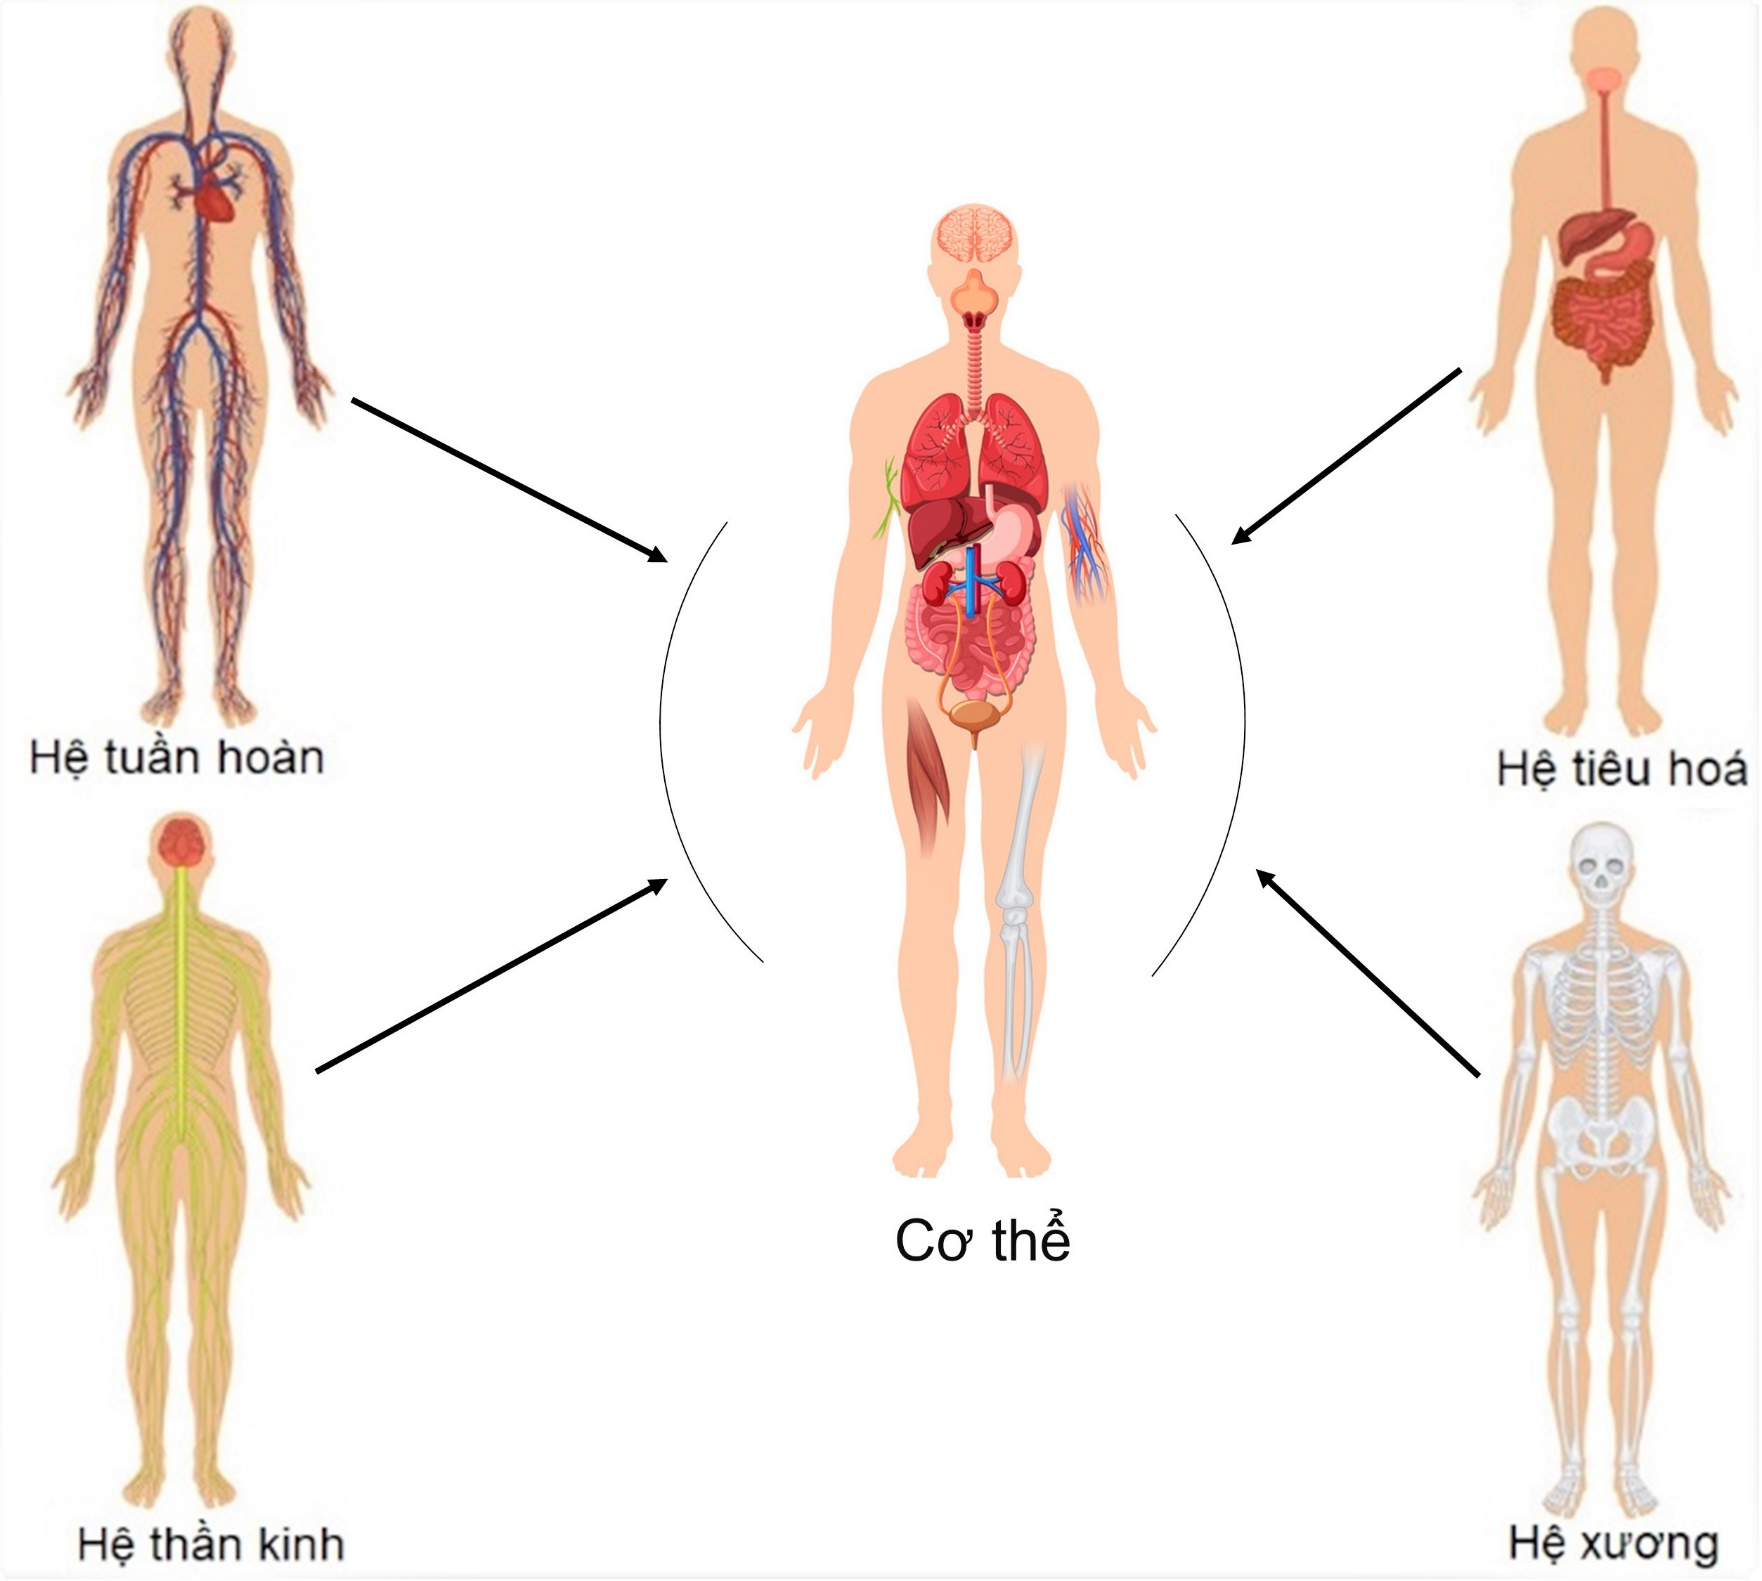 Hệ tuần hoàn
Hệ tiêu hoá
Cơ thể
Hệ thần kinh
Hệ xương